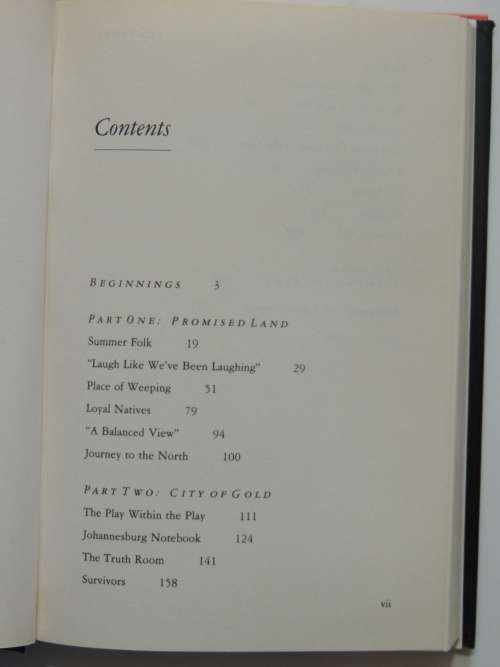 Contents
BEGINNINGS 3
PART ONE: PROMISED LAND
Summer Folk 19
"Laugh Like We've Been Laughing" 29
Place of Weeping 51
Loyal Natives 79
"A Balanced View" 94
Journey to the North 100
PART TWO: CITY OF GOLD
The Play Within the Play 111
Johannesburg Notebook 124
The Truth Room 141
Survivors 158
vii